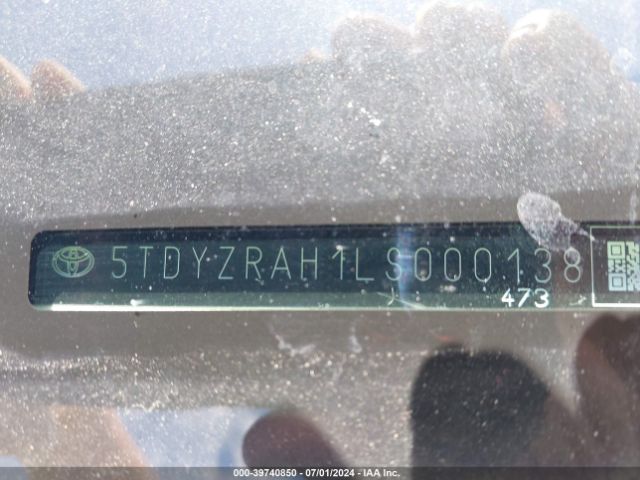 5TDYZRAH1LS000138
473
000-39740850 - 07/01/2024 - IAA Inc.